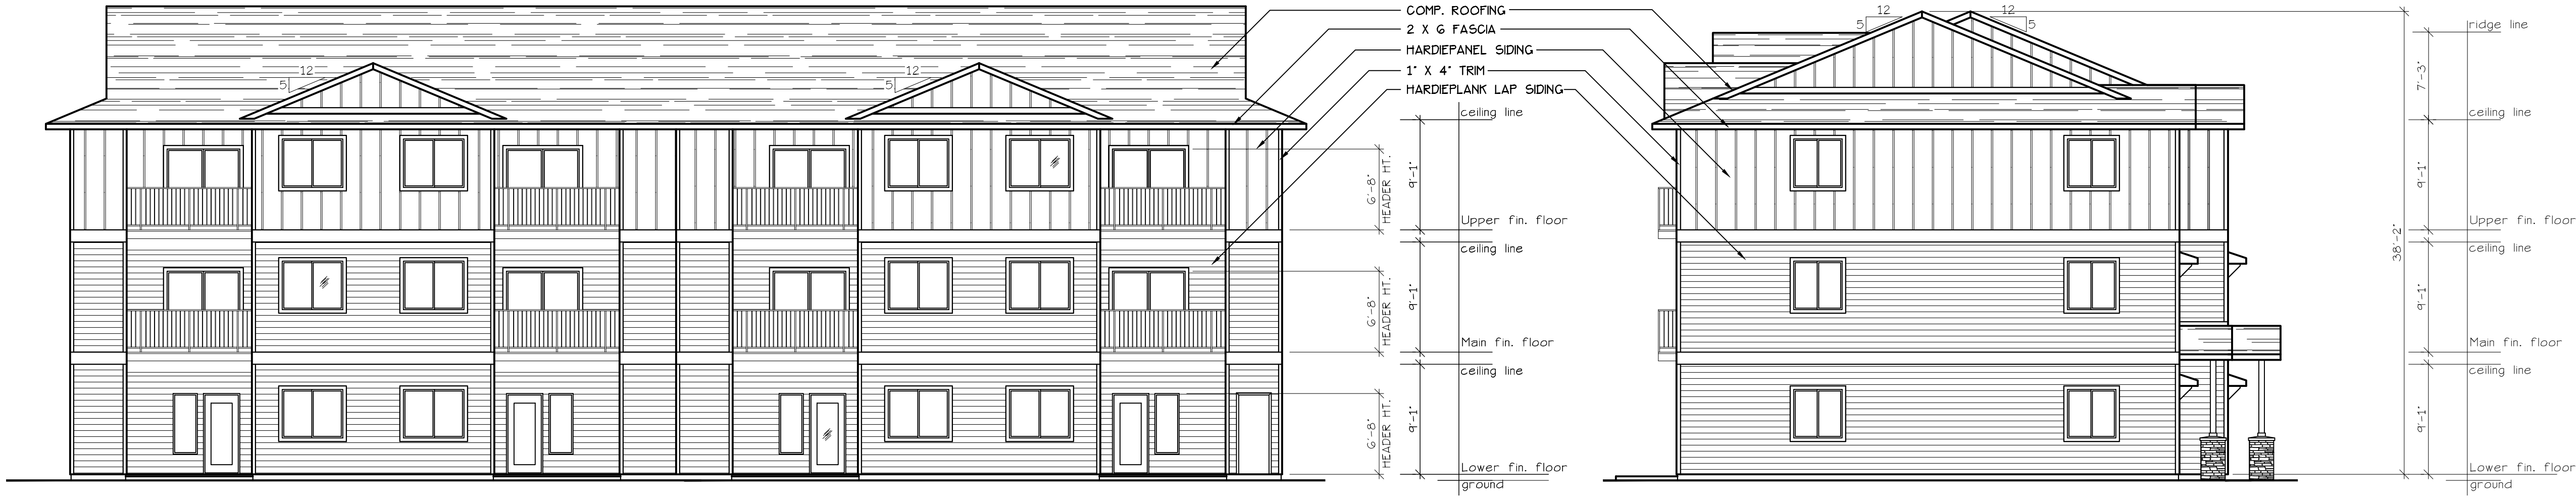 COMP. ROOFING
2 X 6 FASCIA
HARDIEPANEL SIDING
1" X 4" TRIM
HARDIEPLANK LAP SIDING
12
5
12
5
ceiling line
9'-1"
6'-8"
HEADER HT.
Upper fin. floor
ceiling line
9'-1"
6'-8"
HEADER HT.
Main fin. floor
ceiling line
9'-1"
6'-8"
HEADER HT.
Lower fin. floor
ground
12
5
12
5
ridge line
7'-3"
ceiling line
9'-1"
Upper fin. floor
38'-2"
ceiling line
9'-1"
Main fin. floor
ceiling line
9'-1"
Lower fin. floor
ground